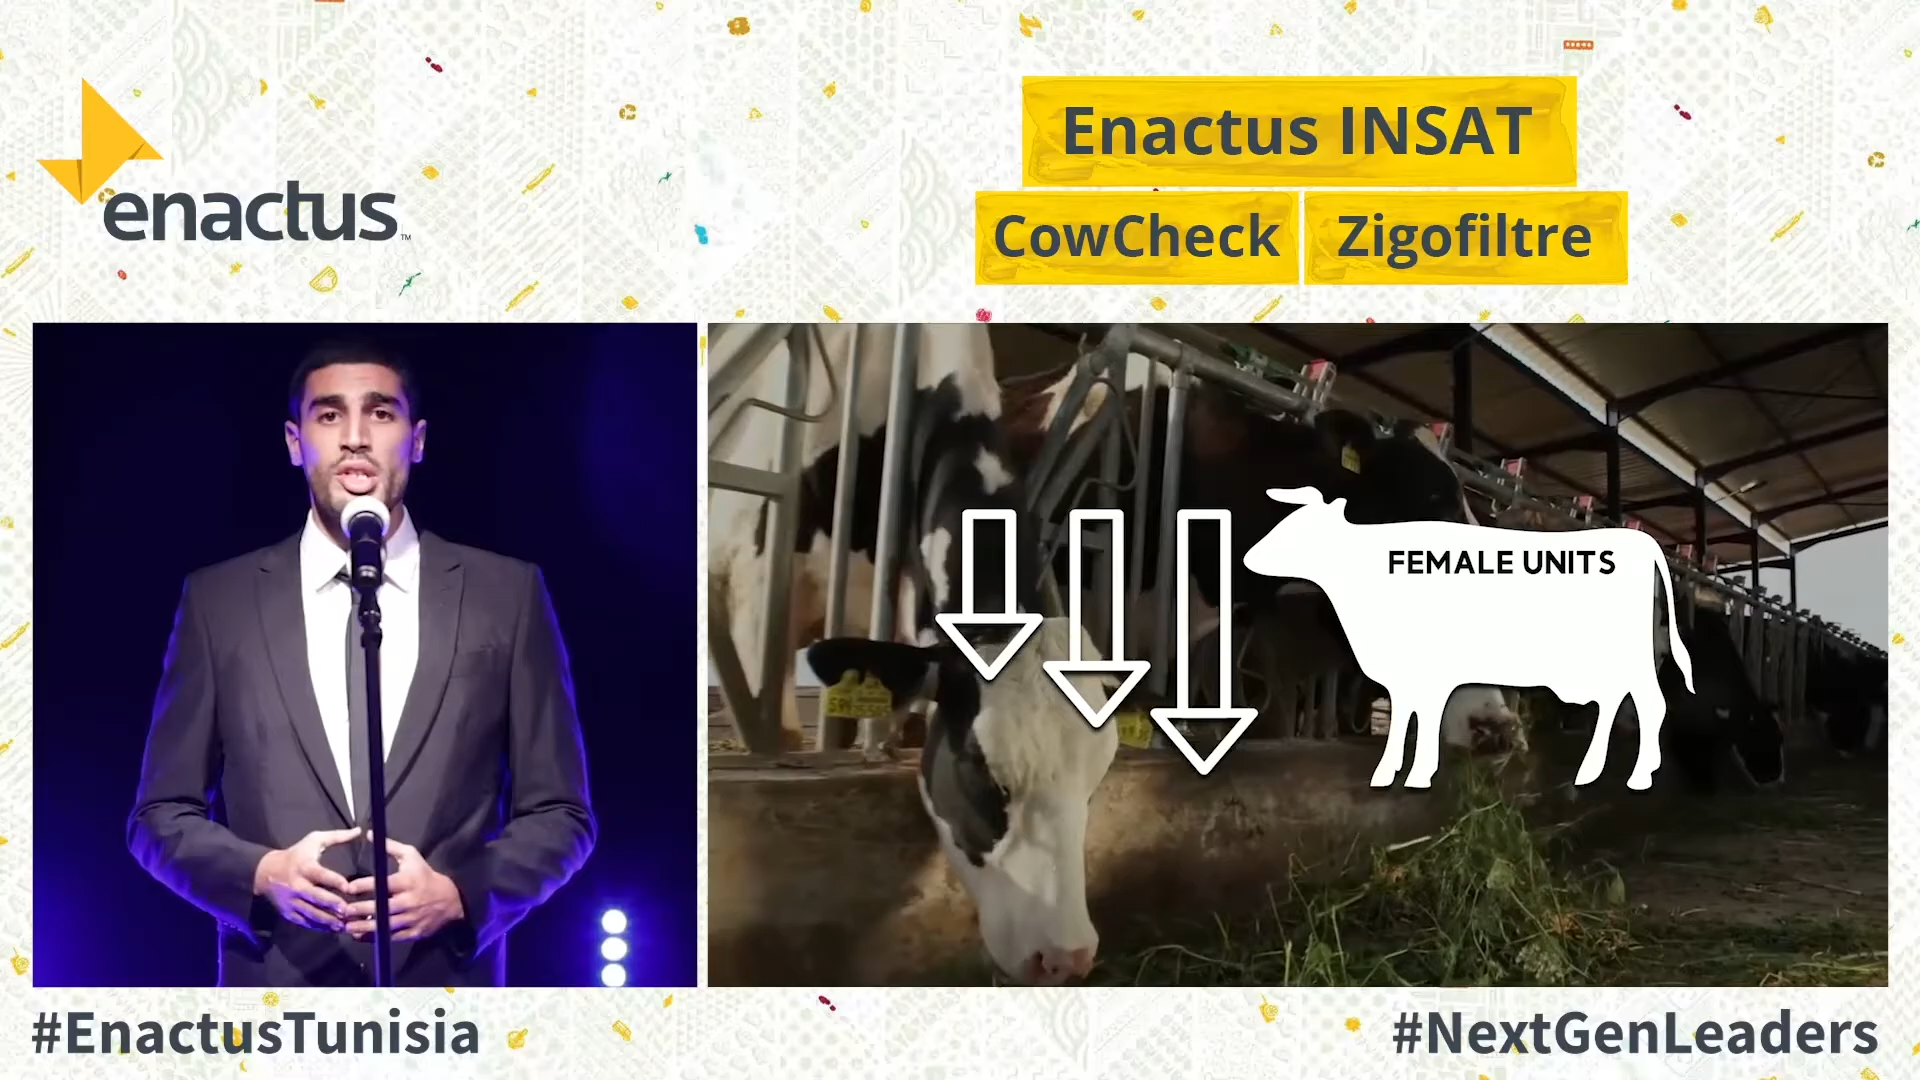 enactus
Enactus INSAT
CowCheck Zigofiltre
FEMALE UNITS
#EnactusTunisia
#NextGenLeaders